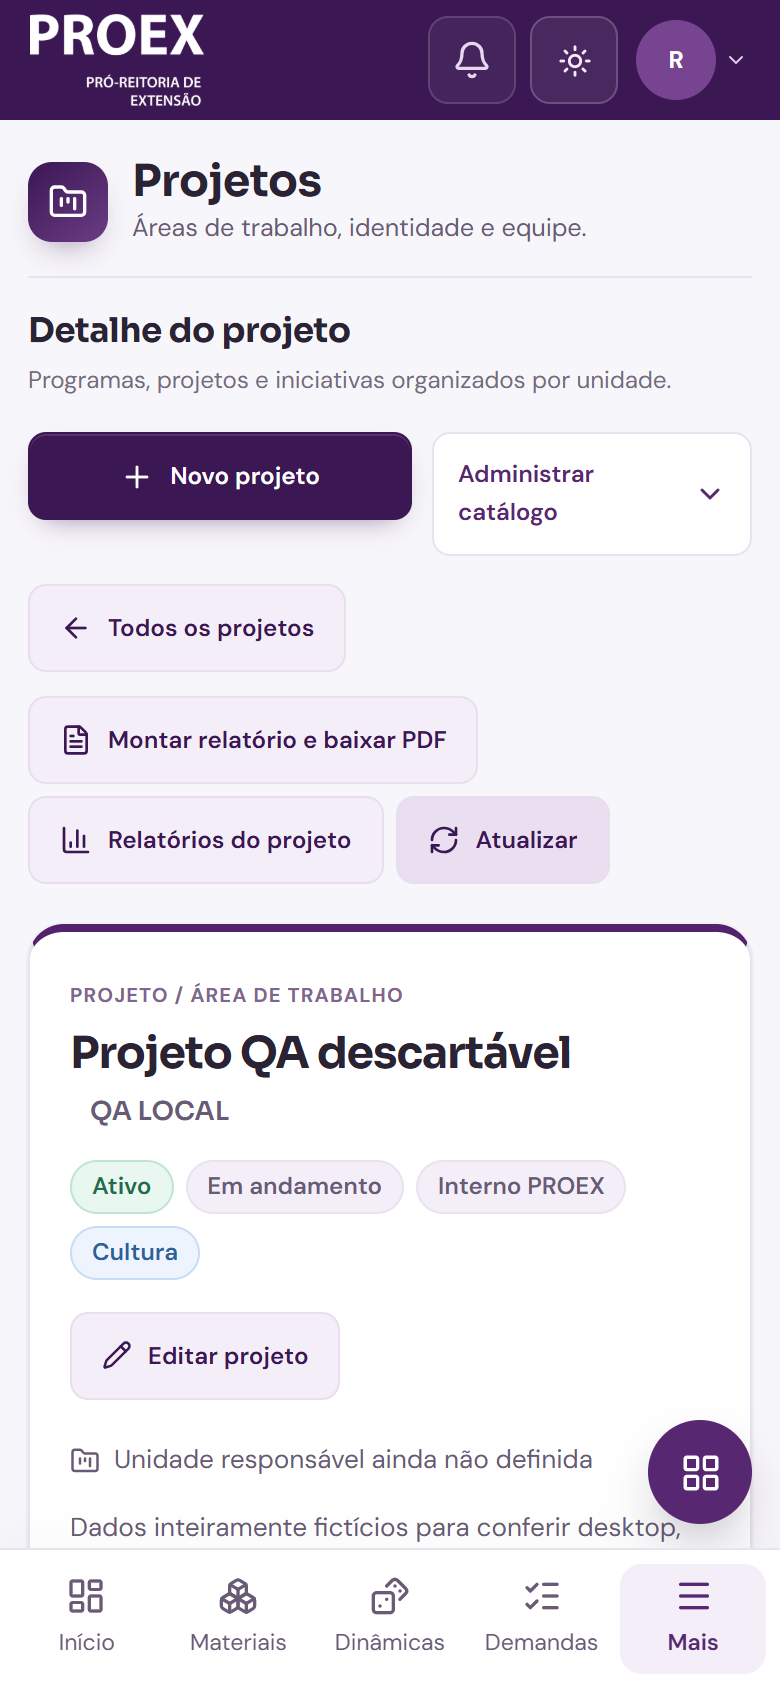 PROEX
PRÓ-REITORIA DE
EXTENSÃO
R
Projetos
Áreas de trabalho, identidade e equipe.
Detalhe do projeto
Programas, projetos e iniciativas organizados por unidade.
Novo projeto
Administrar
catálogo
Todos os projetos
Montar relatório e baixar PDF
Relatórios do projeto
Atualizar
PROJETO / ÁREA DE TRABALHO
Projeto QA descartável
QA LOCAL
Ativo
Em andamento
Interno PROEX
Cultura
Editar projeto
Unidade responsável ainda não definida
Dados inteiramente fictícios para conferir desktop,
Início
Materiais
Dinâmicas
Demandas
Mais